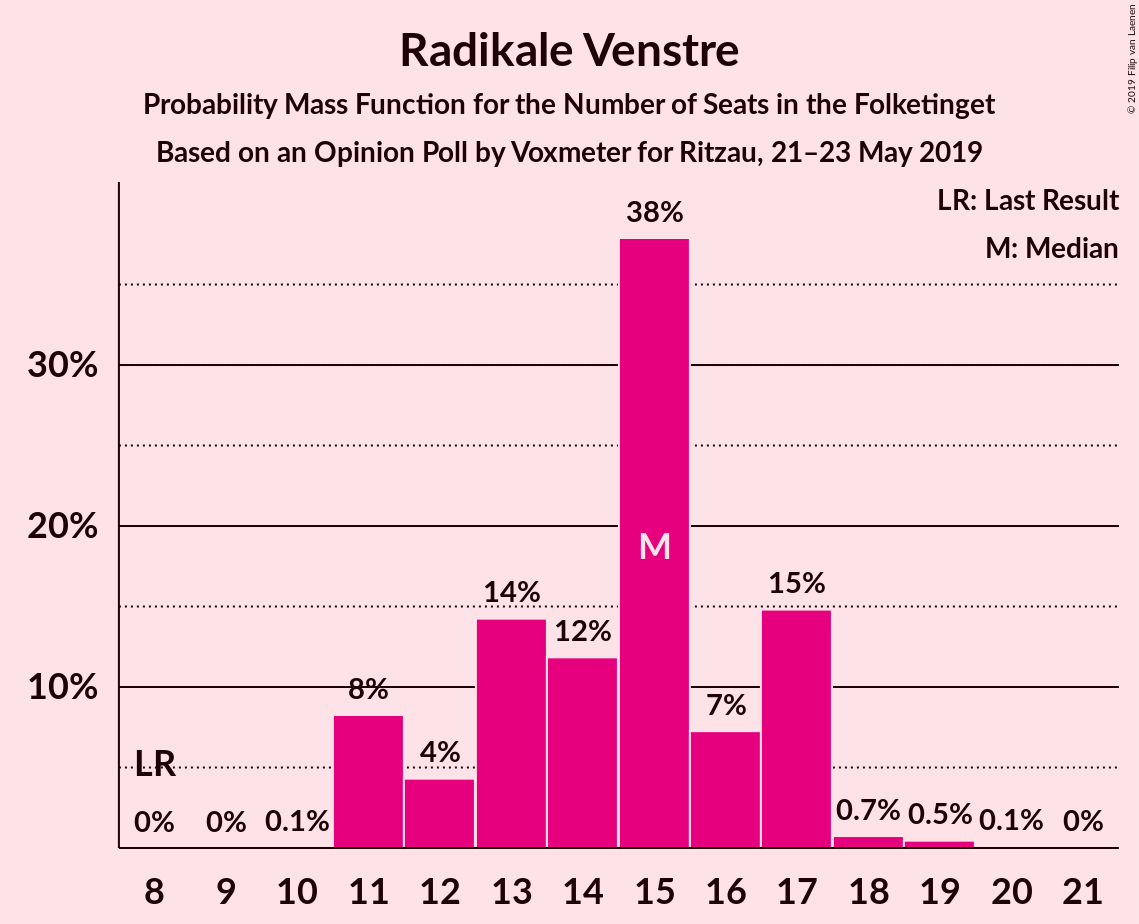 Radikale Venstre
Probability Mass Function for the Number of Seats in the Folketinget
Based on an Opinion Poll by Voxmeter for Ritzau, 21–23 May 2019
© 2019 Filip van Laenen
LR: Last Result
M: Median
38%
30%
20%
10%
M
15%
14%
12%
8%
7%
4%
LR
0%
0%
0.1%
0.7%
0.5%
0.1%
0%
8 9 10 11 12 13 14 15 16 17 18 19 20 21